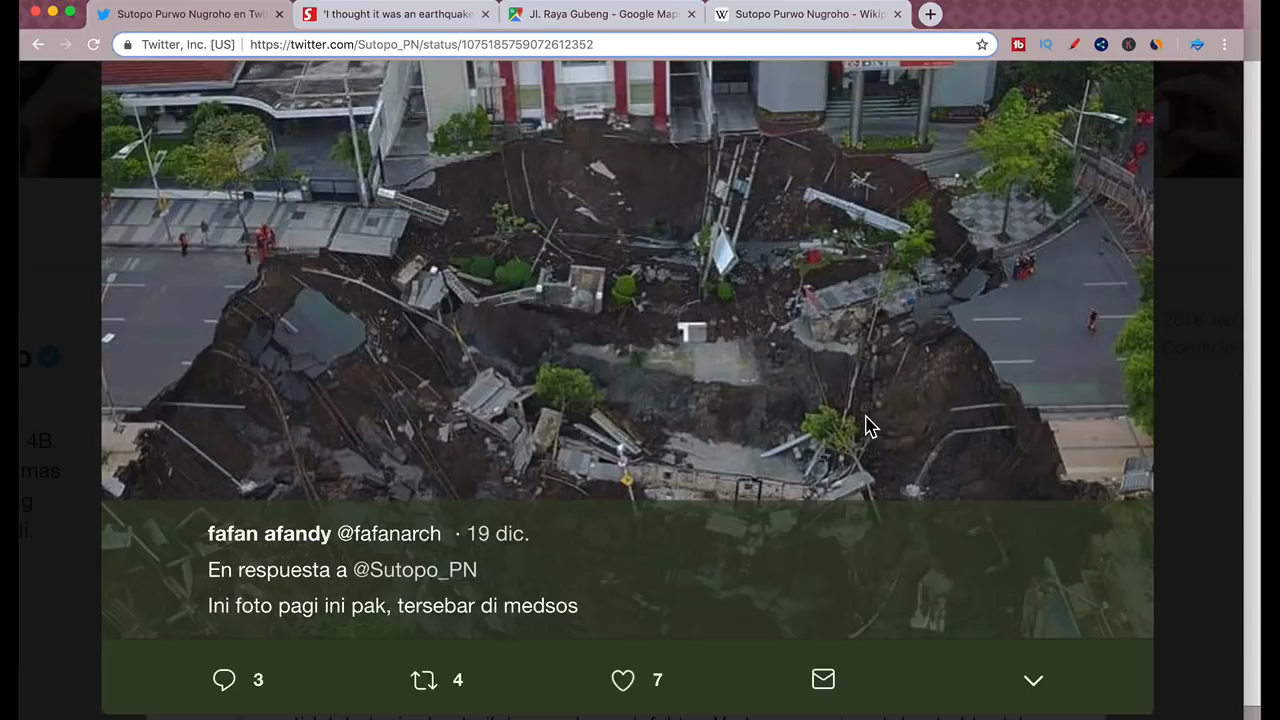 Sutopo Purwo Nugroho en Twi
'I thought it was an earthquake
Jl. Raya Gubeng - Google Map
Sutopo Purwo Nugroho - Wikip
Twitter, Inc. [US]
https://twitter.com/Sutopo_PN/status/1075185759072612352
4B
mas
fafan afandy @fafanarch · 19 dic.
En respuesta a @Sutopo_PN
Ini foto pagi ini pak, tersebar di medsos
3
4
7